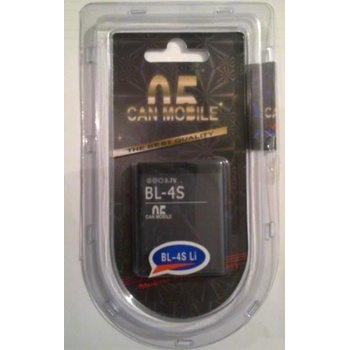 05
CAN MOBILE
THE BEST QUALITY
BL-4S
05
CAN MOBILE
BL-4S Li